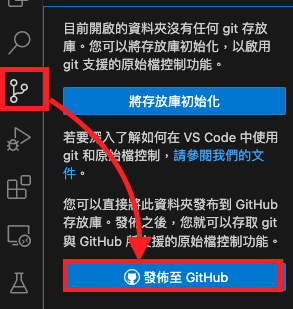 目前開啟的資料夾沒有任何 git 存放
庫。您可以將存放庫初始化，以啟用
git 支援的原始檔控制功能。
將存放庫初始化
若要深入了解如何在 VS Code 中使用
git 和原始檔控制，請參閱我們的文
件。
您可以直接將此資料夾發布到 GitHub
存放庫。發佈之後，您就可以存取 git
與 GitHub 所支援的原始檔控制功能。
發佈至 GitHub